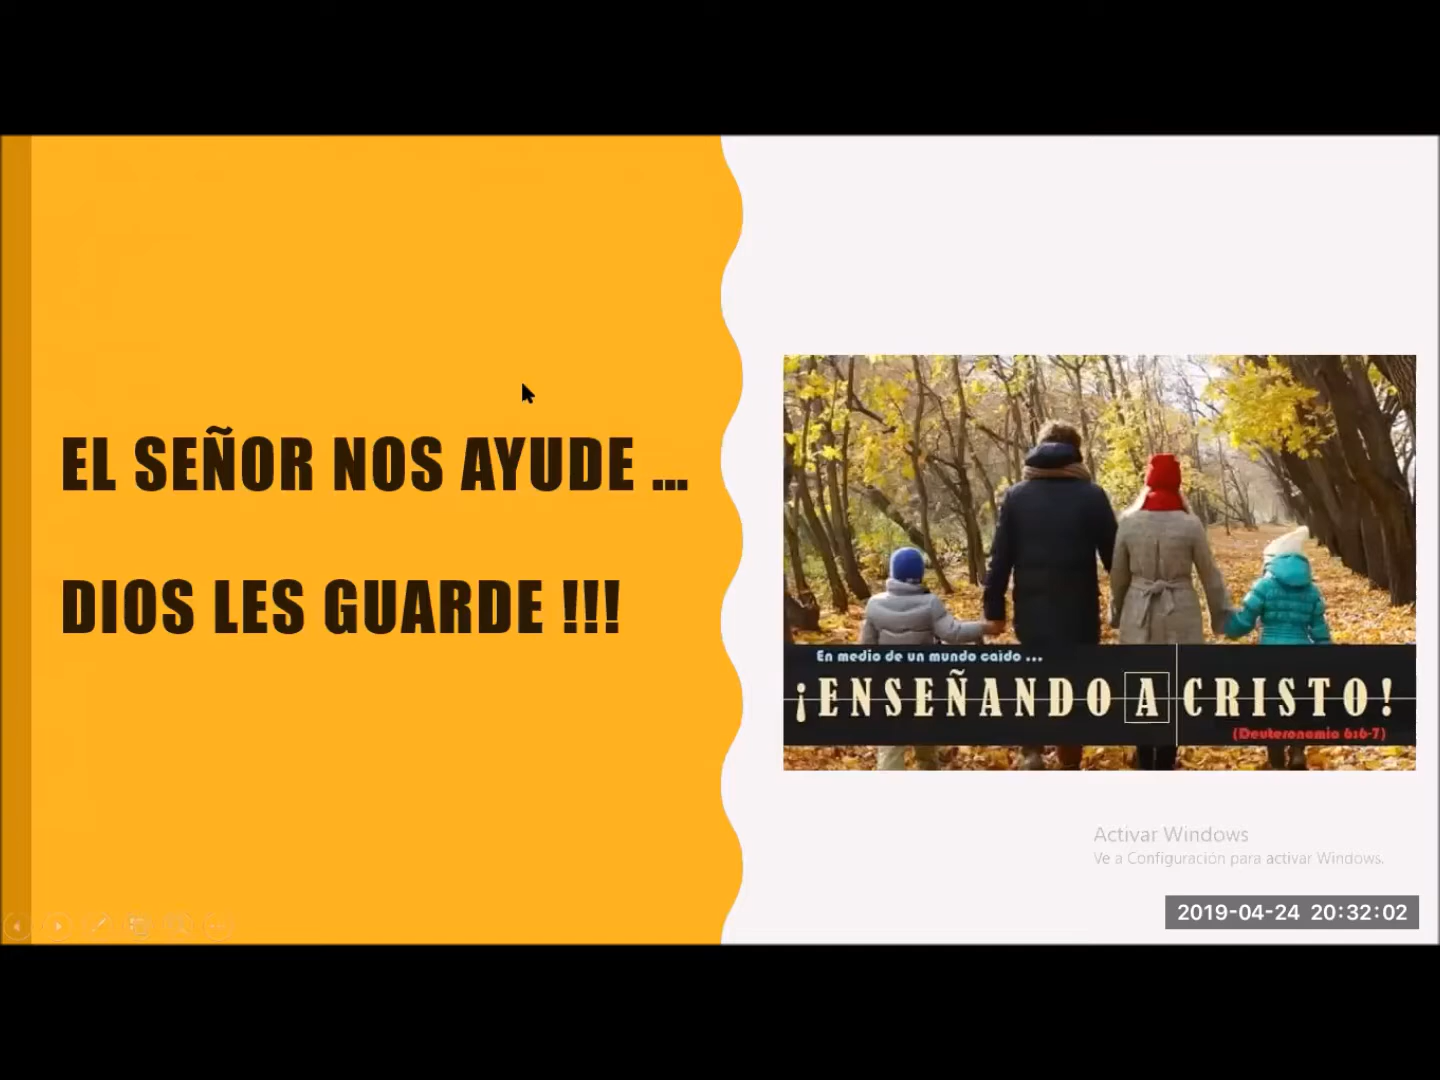 EL SEÑOR NOS AYUDE ...
DIOS LES GUARDE !!!
En medio de un mundo caido ...
¡ENSEÑANDO A CRISTO!
(Deuteronomio 6:6-7)
Activar Windows
Ve a Configuración para activar Windows.
2019-04-24 20:32:02